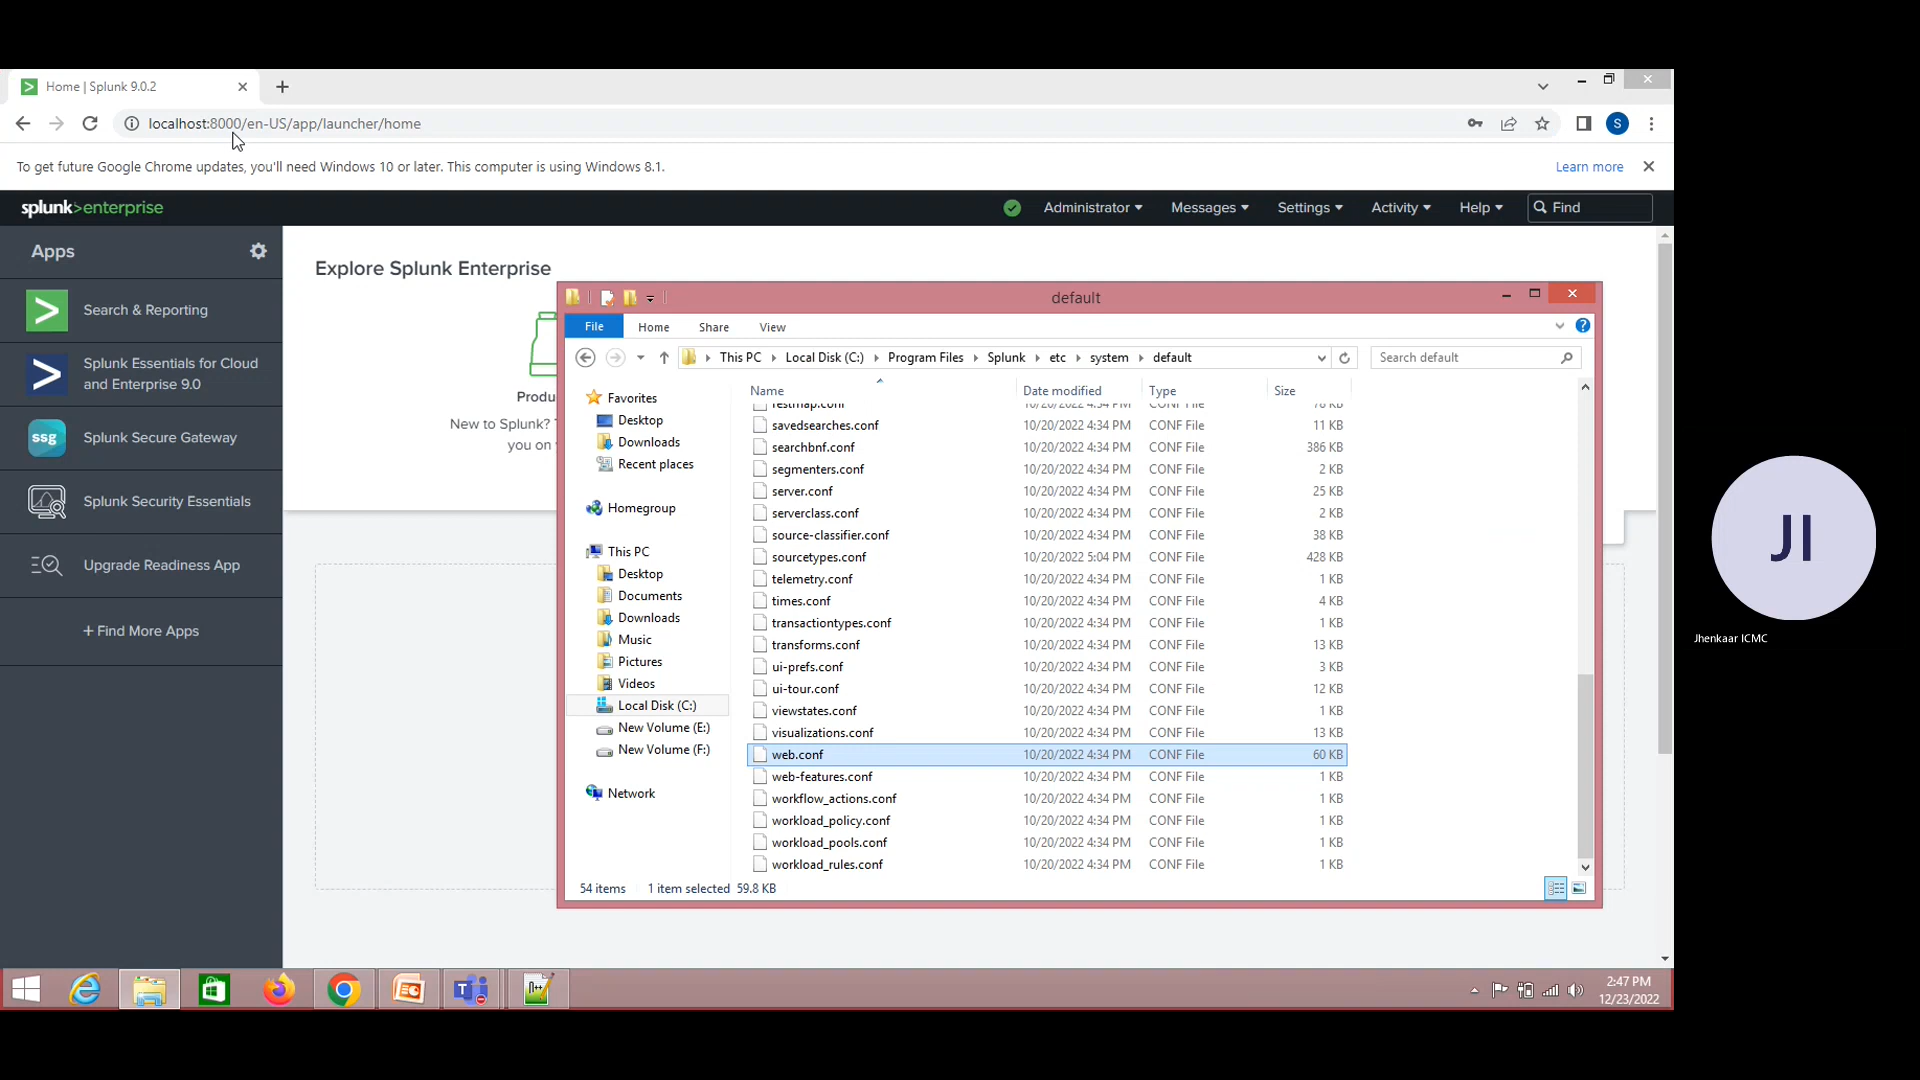 Home | Splunk 9.0.2
localhost:8000/en-US/app/launcher/home
S
To get future Google Chrome updates, you'll need Windows 10 or later. This computer is using Windows 8.1.
Learn more
splunk>enterprise
Administrator
Messages
Settings
Activity
Help
Find
Apps
Search & Reporting
Splunk Essentials for Cloud
and Enterprise 9.0
ssg
Splunk Secure Gateway
Splunk Security Essentials
Upgrade Readiness App
+ Find More Apps
Explore Splunk Enterprise
Produ
New to Splunk?
you on
default
File Home Share View
This PC Local Disk (C:) Program Files Splunk etc system default
Search default
Favorites
Desktop
Downloads
Recent places
Homegroup
This PC
Desktop
Documents
Downloads
Music
Pictures
Videos
Local Disk (C:)
New Volume (E:)
New Volume (F:)
Network
Name Date modified Type Size
restmap.conf 10/20/2022 4:34 PM CONF File 78 KB
savedsearches.conf 10/20/2022 4:34 PM CONF File 11 KB
searchbnf.conf 10/20/2022 4:34 PM CONF File 386 KB
segmenters.conf 10/20/2022 4:34 PM CONF File 2 KB
server.conf 10/20/2022 4:34 PM CONF File 25 KB
serverclass.conf 10/20/2022 4:34 PM CONF File 2 KB
source-classifier.conf 10/20/2022 4:34 PM CONF File 38 KB
sourcetypes.conf 10/20/2022 5:04 PM CONF File 428 KB
telemetry.conf 10/20/2022 4:34 PM CONF File 1 KB
times.conf 10/20/2022 4:34 PM CONF File 4 KB
transactiontypes.conf 10/20/2022 4:34 PM CONF File 1 KB
transforms.conf 10/20/2022 4:34 PM CONF File 13 KB
ui-prefs.conf 10/20/2022 4:34 PM CONF File 3 KB
ui-tour.conf 10/20/2022 4:34 PM CONF File 12 KB
viewstates.conf 10/20/2022 4:34 PM CONF File 1 KB
visualizations.conf 10/20/2022 4:34 PM CONF File 13 KB
web.conf 10/20/2022 4:34 PM CONF File 60 KB
web-features.conf 10/20/2022 4:34 PM CONF File 1 KB
workflow_actions.conf 10/20/2022 4:34 PM CONF File 1 KB
workload_policy.conf 10/20/2022 4:34 PM CONF File 1 KB
workload_pools.conf 10/20/2022 4:34 PM CONF File 1 KB
workload_rules.conf 10/20/2022 4:34 PM CONF File 1 KB
54 items 1 item selected 59.8 KB
JI
Jhenkaar ICMC
2:47 PM
12/23/2022